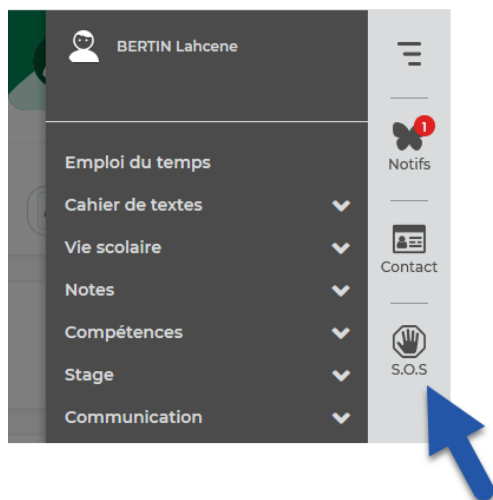 BERTIN Lahcene
Emploi du temps
Cahier de textes
Vie scolaire
Notes
Compétences
Stage
Communication
1
Notifs
Contact
S.O.S